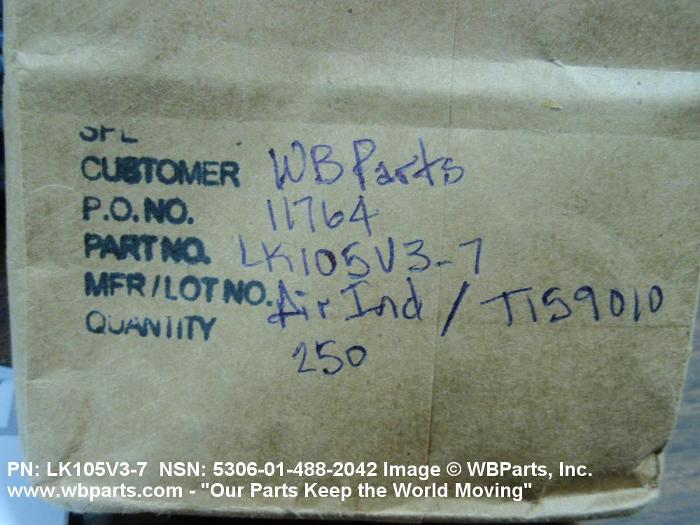 SPL
CUSTOMER WB Parts
P.O. NO. 11764
PART NO. LK105V3-7
MFR/LOT NO. Air Ind / T159010
QUANTITY 250
PN: LK105V3-7 NSN: 5306-01-488-2042 Image © WBParts, Inc.
www.wbparts.com - "Our Parts Keep the World Moving"